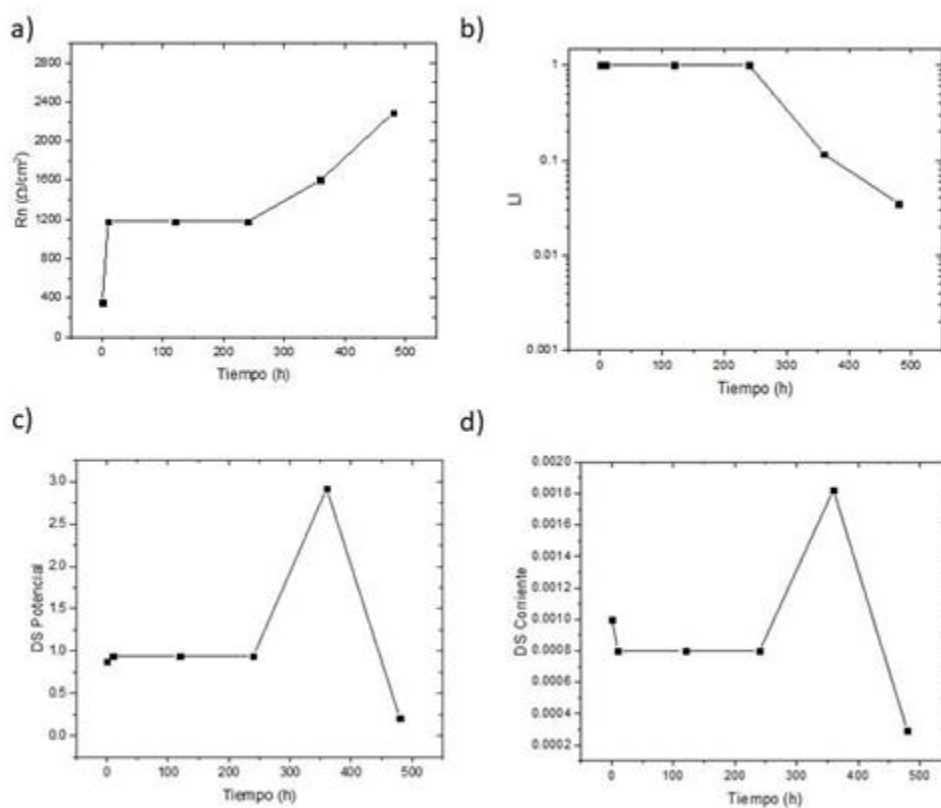 a)
2800
2400
2000
1600
1200
800
400
0
Rn (Ω/cm²)
0 100 200 300 400 500
Tiempo (h)
b)
1
0.1
0.01
0.001
LI
0 100 200 300 400 500
Tiempo (h)
c)
3.0
2.5
2.0
1.5
1.0
0.5
0.0
DS Potencial
0 100 200 300 400 500
Tiempo (h)
d)
0.0020
0.0018
0.0016
0.0014
0.0012
0.0010
0.0008
0.0006
0.0004
0.0002
DS Corriente
0 100 200 300 400 500
Tiempo (h)